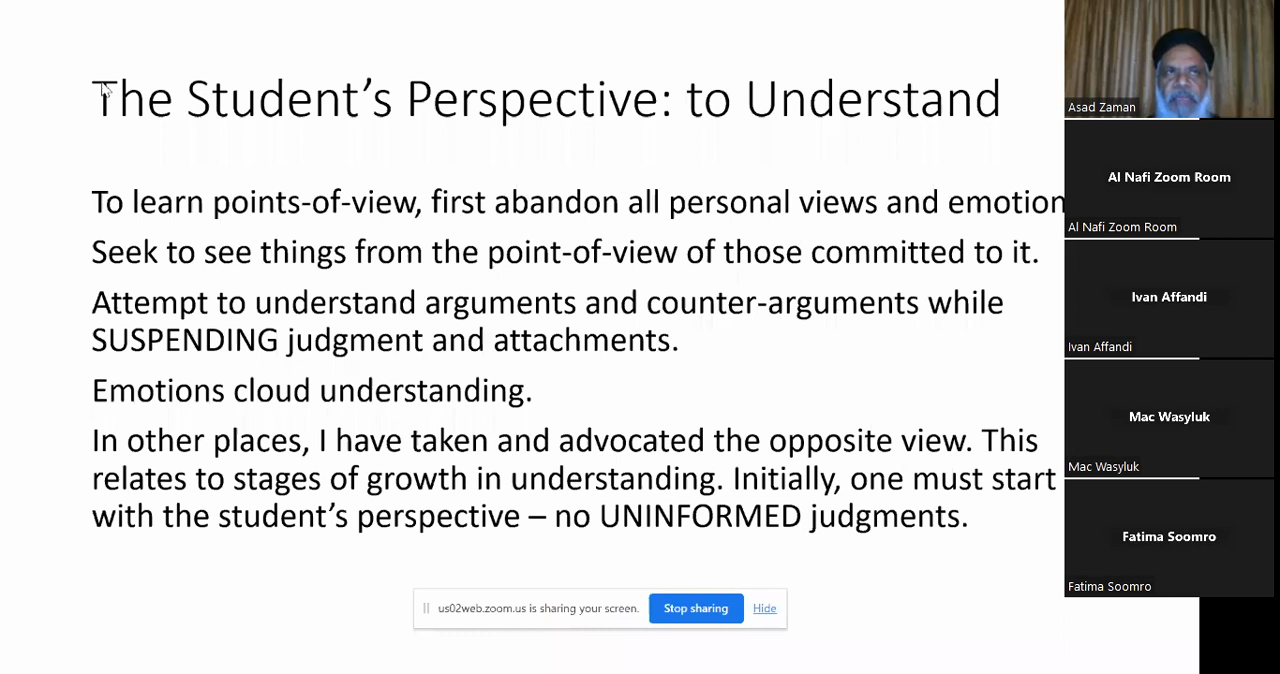 The Student's Perspective: to Understand
To learn points-of-view, first abandon all personal views and emotion
Seek to see things from the point-of-view of those committed to it.
Attempt to understand arguments and counter-arguments while
SUSPENDING judgment and attachments.
Emotions cloud understanding.
In other places, I have taken and advocated the opposite view. This
relates to stages of growth in understanding. Initially, one must start
with the student's perspective – no UNINFORMED judgments.
us02web.zoom.us is sharing your screen. Stop sharing Hide
Asad Zaman
Al Nafi Zoom Room
Al Nafi Zoom Room
Ivan Affandi
Ivan Affandi
Mac Wasyluk
Mac Wasyluk
Fatima Soomro
Fatima Soomro